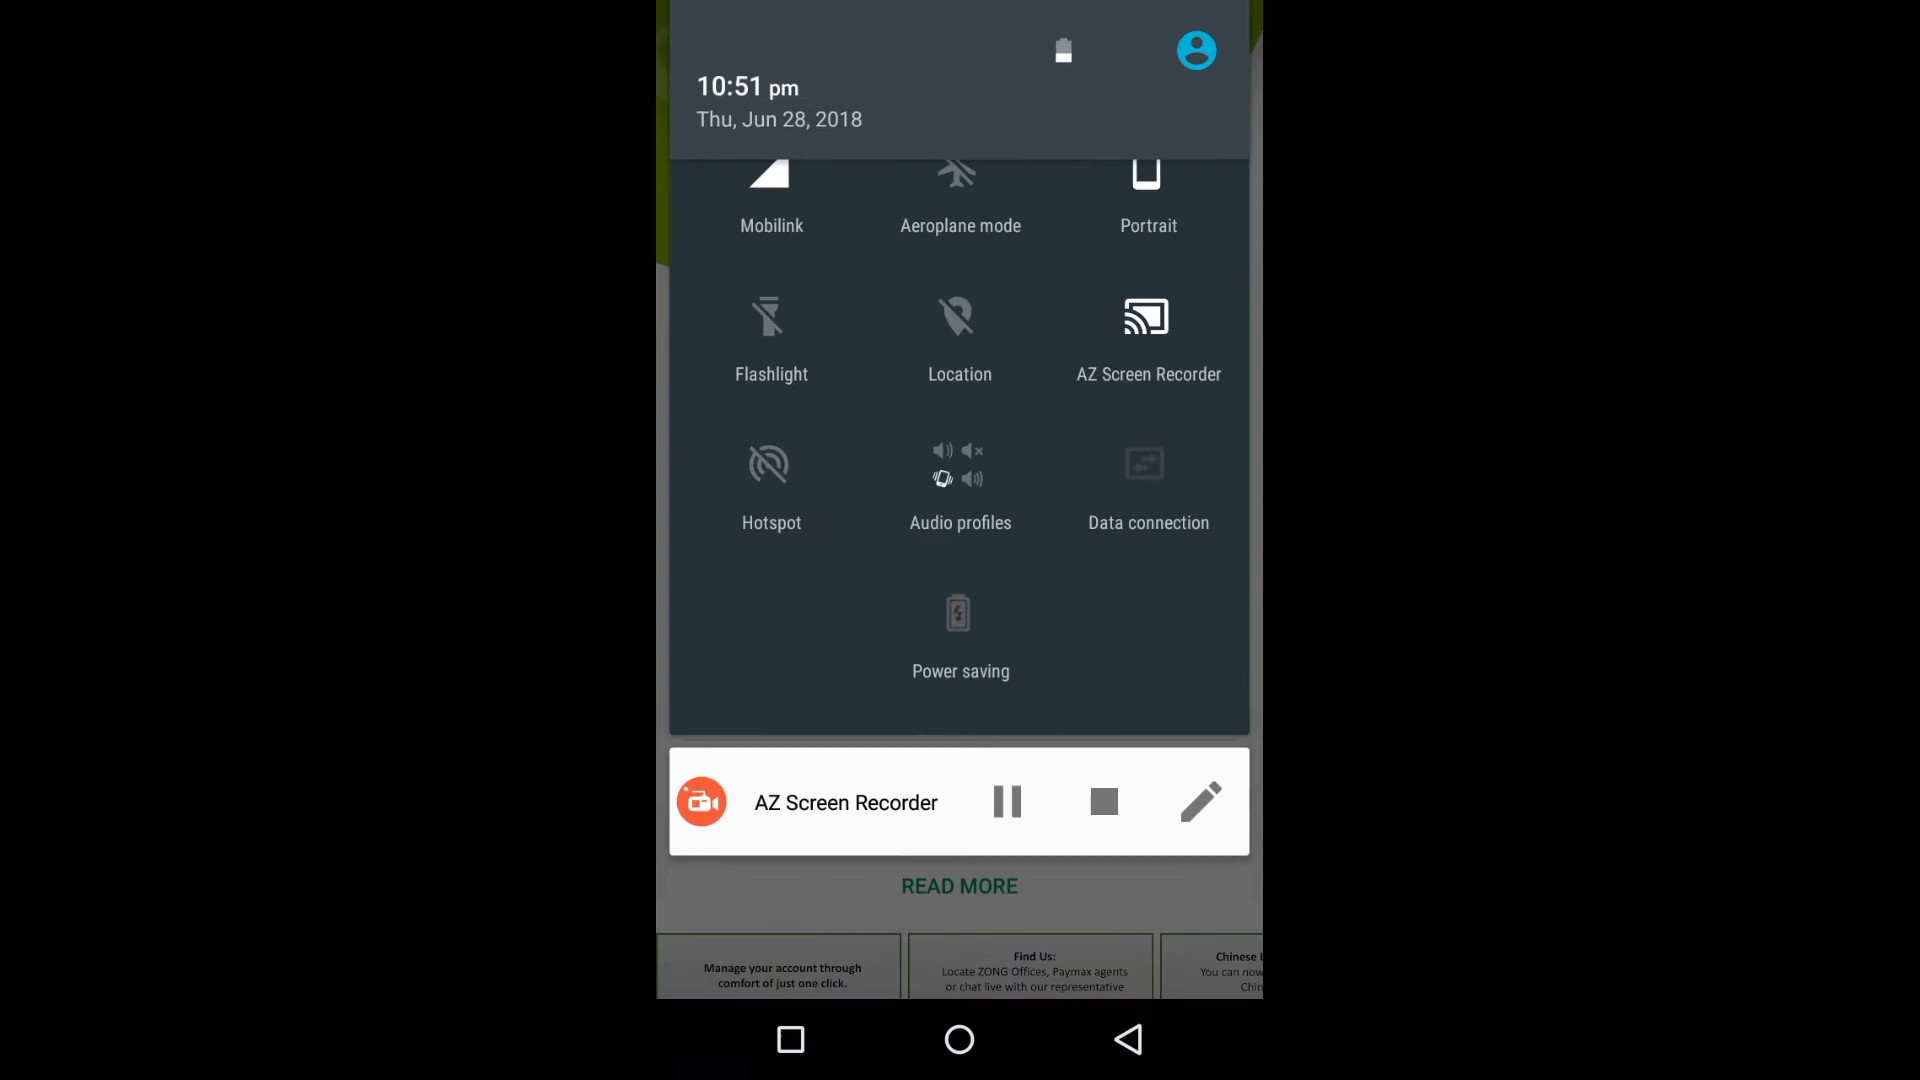 10:51 pm
Thu, Jun 28, 2018
Mobilink
Aeroplane mode
Portrait
Flashlight
Location
AZ Screen Recorder
Hotspot
Audio profiles
Data connection
Power saving
AZ Screen Recorder
READ MORE
Manage your account through
comfort of just one click.
Find Us:
Locate ZONG Offices, Paymax agents
or chat live with our representative
Chinese
You can now